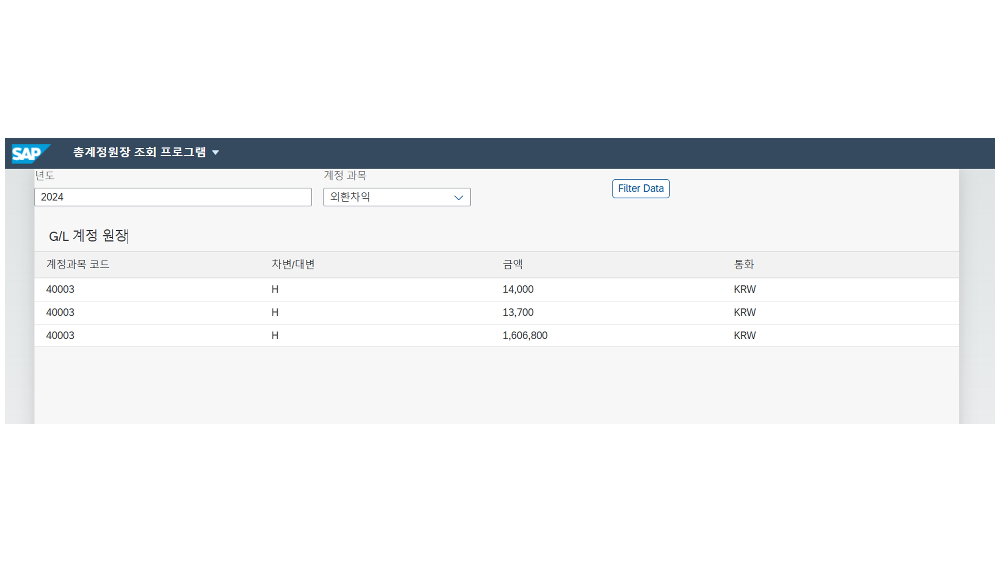 SAP 총계정원장 조회 프로그램
년도 계정 과목
Filter Data
2024 외환차익
G/L 계정 원장
계정과목 코드 차변/대변 금액 통화
40003 H 14,000 KRW
40003 H 13,700 KRW
40003 H 1,606,800 KRW